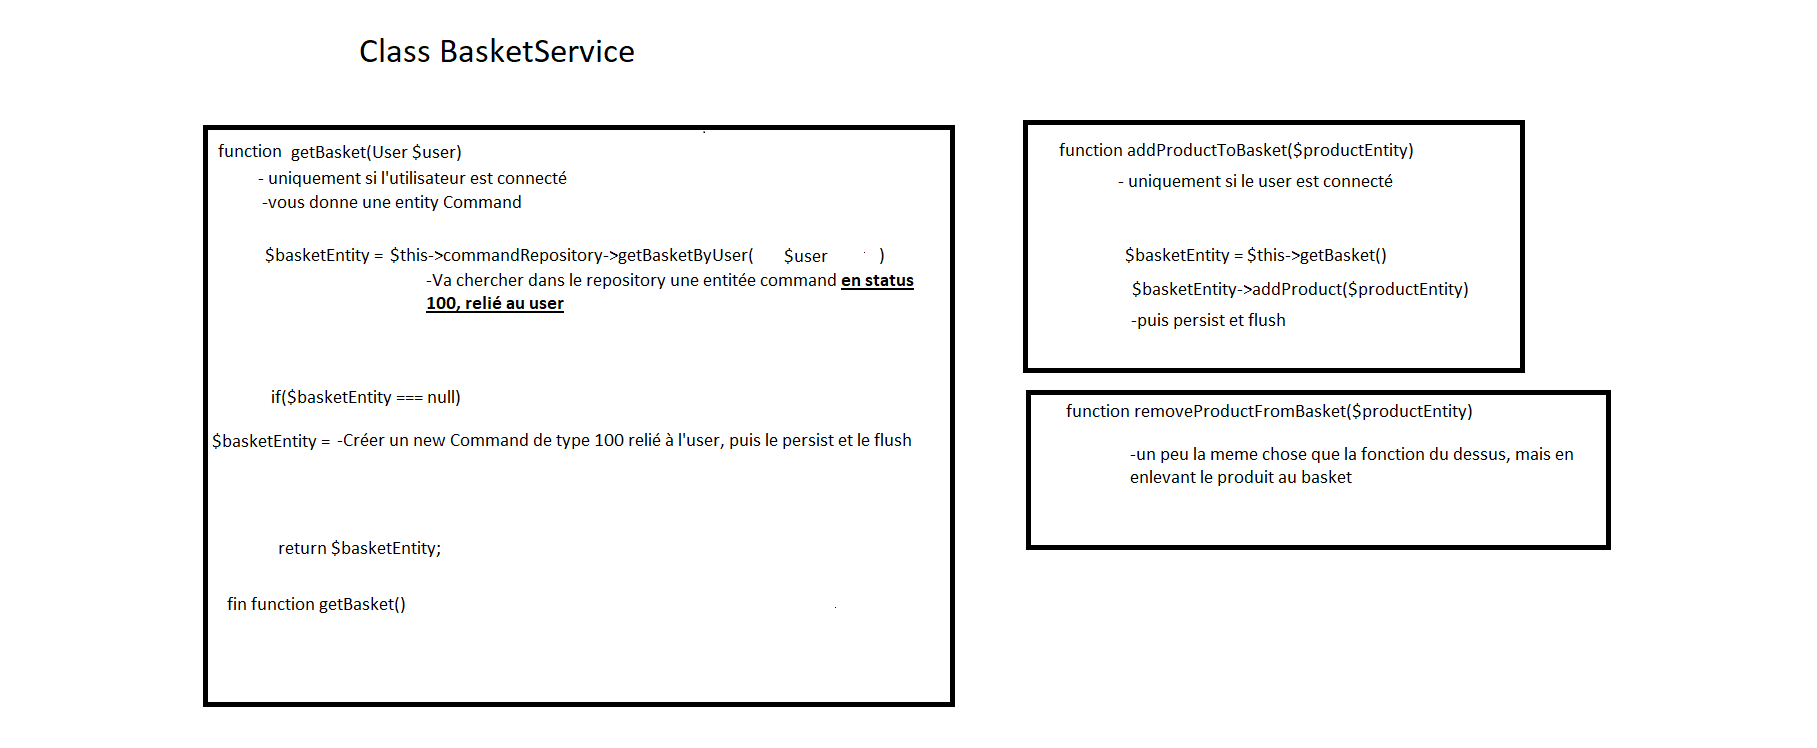 Class BasketService
function getBasket(User $user)
- uniquement si l'utilisateur est connecté
-vous donne une entity Command
$basketEntity = $this->commandRepository->getBasketByUser( $user )
-Va chercher dans le repository une entitée command en status
100, relié au user
if($basketEntity === null)
$basketEntity = -Créer un new Command de type 100 relié à l'user, puis le persist et le flush
return $basketEntity;
fin function getBasket()
function addProductToBasket($productEntity)
- uniquement si le user est connecté
$basketEntity = $this->getBasket()
$basketEntity->addProduct($productEntity)
-puis persist et flush
function removeProductFromBasket($productEntity)
-un peu la meme chose que la fonction du dessus, mais en
enlevant le produit au basket